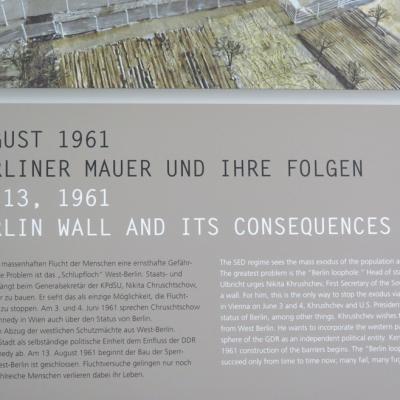 GUST 1961
RLINER MAUER UND IHRE FOLGEN
13, 1961
RLIN WALL AND ITS CONSEQUENCES
massenhaften Flucht der Menschen eine ernsthafte Gefähr-
e Problem ist das „Schlupfloch“ West-Berlin. Staats- und
ängt beim Generalsekretär der KPdSU, Nikita Chruschtschow,
r zu bauen. Er sieht das als einzige Möglichkeit, die Flucht-
zu stoppen. Am 3. und 4. Juni 1961 sprechen Chruschtschow
nnedy in Wien auch über den Status von Berlin.
n Abzug der westlichen Schutzmächte aus West-Berlin.
Stadt als selbständige politische Einheit dem Einfluss der DDR
nedy ab. Am 13. August 1961 beginnt der Bau der Sperr-
est-Berlin ist geschlossen. Fluchtversuche gelingen nur noch
hlreiche Menschen verlieren dabei ihr Leben.
The SED regime sees the mass exodus of the population a
The greatest problem is the "Berlin loophole." Head of sta
Ulbricht urges Nikita Khrushchev, First Secretary of the Sov
a wall. For him, this is the only way to stop the exodus via
in Vienna on June 3 and 4, Khrushchev and U.S. Presiden
status of Berlin, among other things. Khrushchev wishes t
from West Berlin. He wants to incorporate the western pa
sphere of the GDR as an independent political entity. Ken
1961 construction of the barriers begins. The "Berlin loop
succeed only from time to time now; many fail, many fug